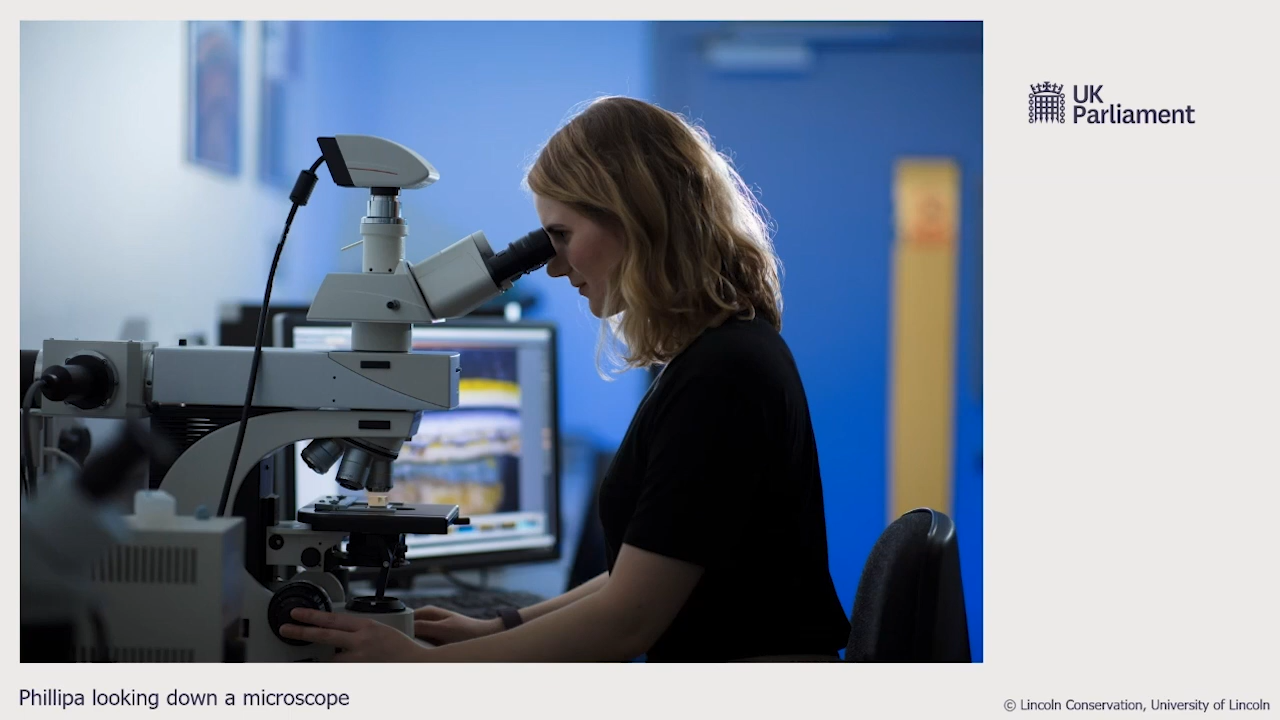 UK
Parliament
Phillipa looking down a microscope
© Lincoln Conservation, University of Lincoln